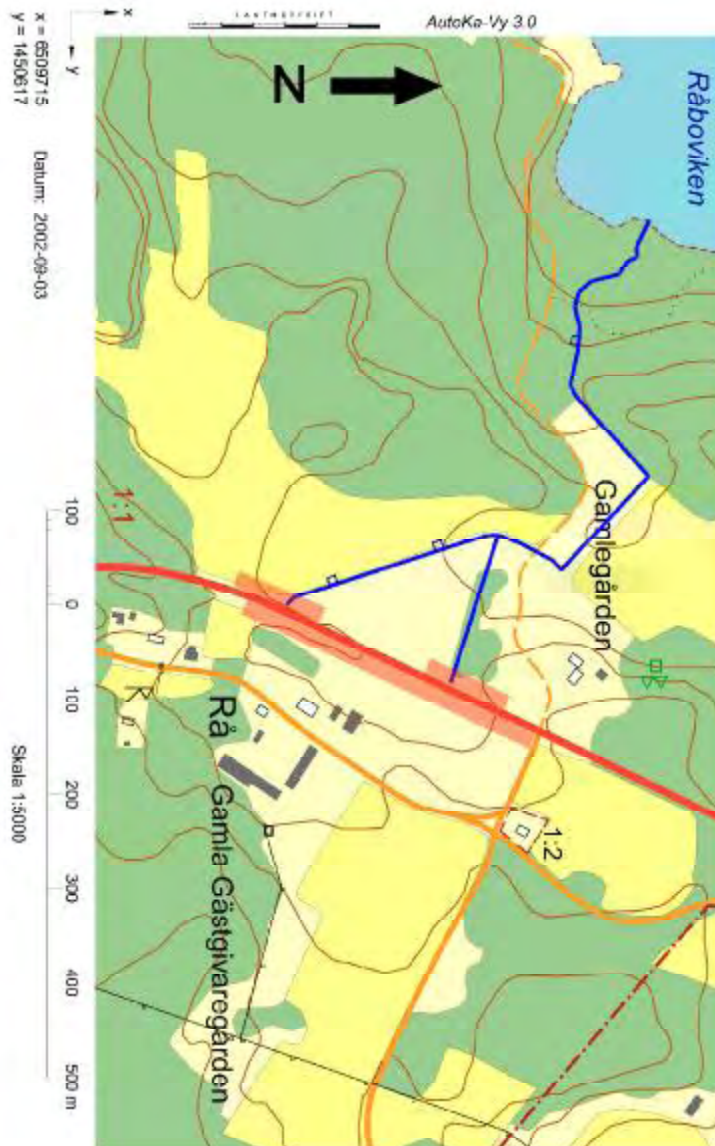 LANTMÄTERIET
AutoKa-Vy 3.0
x
y
x = 6509715
y = 1450617
Datum: 2002-09-03
N
Råboviken
Gamlegården
1:1
Rå
Gamla Gästgivaregården
1:2
100
0
100
200
300
400
500 m
Skala 1:5000